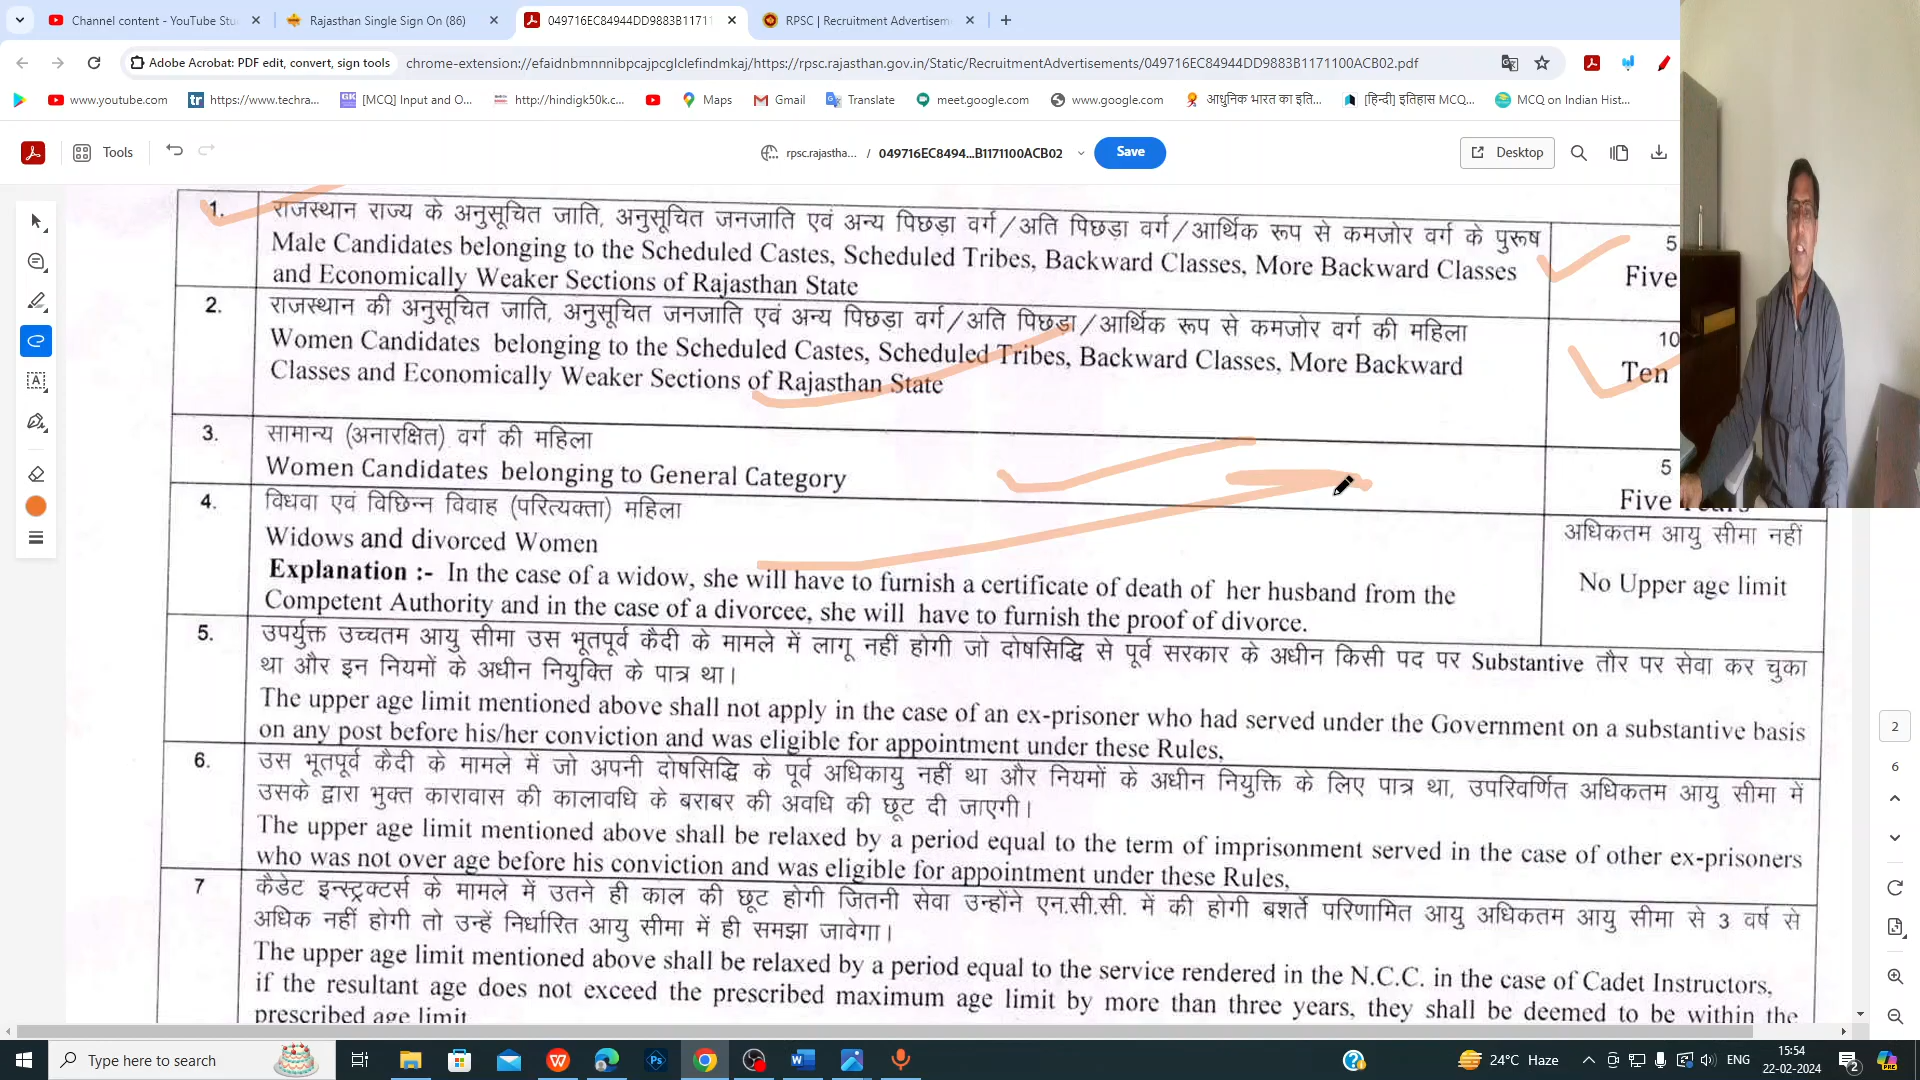 Channel content - YouTube Stu
Rajasthan Single Sign On (86)
049716EC84944DD9883B11711
RPSC | Recruitment Advertisem
Adobe Acrobat: PDF edit, convert, sign tools
chrome-extension://efaidnbmnnnibpcajpcglclefindmkaj/https://rpsc.rajasthan.gov.in/Static/RecruitmentAdvertisements/049716EC84944DD9883B1171100ACB02.pdf
www.youtube.com
https://www.techra...
[MCQ] Input and O...
http://hindigk50k.c...
Maps
Gmail
Translate
meet.google.com
www.google.com
आधुनिक भारत का इति...
[हिन्दी] इतिहास MCQ...
MCQ on Indian Hist...
Tools
rpsc.rajastha... / 049716EC8494...B1171100ACB02
Save
Desktop
1. राजस्थान राज्य के अनुसूचित जाति, अनुसूचित जनजाति एवं अन्य पिछड़ा वर्ग/अति पिछड़ा वर्ग/आर्थिक रूप से कमजोर वर्ग के पुरूष 5
Male Candidates belonging to the Scheduled Castes, Scheduled Tribes, Backward Classes, More Backward Classes Five
and Economically Weaker Sections of Rajasthan State
2. राजस्थान की अनुसूचित जाति, अनुसूचित जनजाति एवं अन्य पिछड़ा वर्ग/अति पिछड़ा/आर्थिक रूप से कमजोर वर्ग की महिला 10
Women Candidates belonging to the Scheduled Castes, Scheduled Tribes, Backward Classes, More Backward Ten
Classes and Economically Weaker Sections of Rajasthan State
3. सामान्य (अनारक्षित) वर्ग की महिला 5
Women Candidates belonging to General Category Five Years
4. विधवा एवं विछिन्न विवाह (परित्यक्ता) महिला अधिकतम आयु सीमा नहीं
Widows and divorced Women No Upper age limit
Explanation :- In the case of a widow, she will have to furnish a certificate of death of her husband from the
Competent Authority and in the case of a divorcee, she will have to furnish the proof of divorce.
5. उपर्युक्त उच्चतम आयु सीमा उस भूतपूर्व कैदी के मामले में लागू नहीं होगी जो दोषसिद्धि से पूर्व सरकार के अधीन किसी पद पर Substantive तौर पर सेवा कर चुका
था और इन नियमों के अधीन नियुक्ति के पात्र था।
The upper age limit mentioned above shall not apply in the case of an ex-prisoner who had served under the Government on a substantive basis
on any post before his/her conviction and was eligible for appointment under these Rules,
6. उस भूतपूर्व कैदी के मामले में जो अपनी दोषसिद्धि के पूर्व अधिकायु नहीं था और नियमों के अधीन नियुक्ति के लिए पात्र था, उपरिवर्णित अधिकतम आयु सीमा में
उसके द्वारा भुक्त कारावास की कालावधि के बराबर की अवधि की छूट दी जाएगी।
The upper age limit mentioned above shall be relaxed by a period equal to the term of imprisonment served in the case of other ex-prisoners
who was not over age before his conviction and was eligible for appointment under these Rules,
7 कैडेट इन्स्ट्रक्टर्स के मामले में उतने ही काल की छूट होगी जितनी सेवा उन्होंने एन.सी.सी. में की होगी बशर्ते परिणामित आयु अधिकतम आयु सीमा से 3 वर्ष से
अधिक नहीं होगी तो उन्हें निर्धारित आयु सीमा में ही समझा जावेगा।
The upper age limit mentioned above shall be relaxed by a period equal to the service rendered in the N.C.C. in the case of Cadet Instructors,
if the resultant age does not exceed the prescribed maximum age limit by more than three years, they shall be deemed to be within the
prescribed age limit
2
6
Type here to search
24°C Haze
ENG
15:54
22-02-2024
2